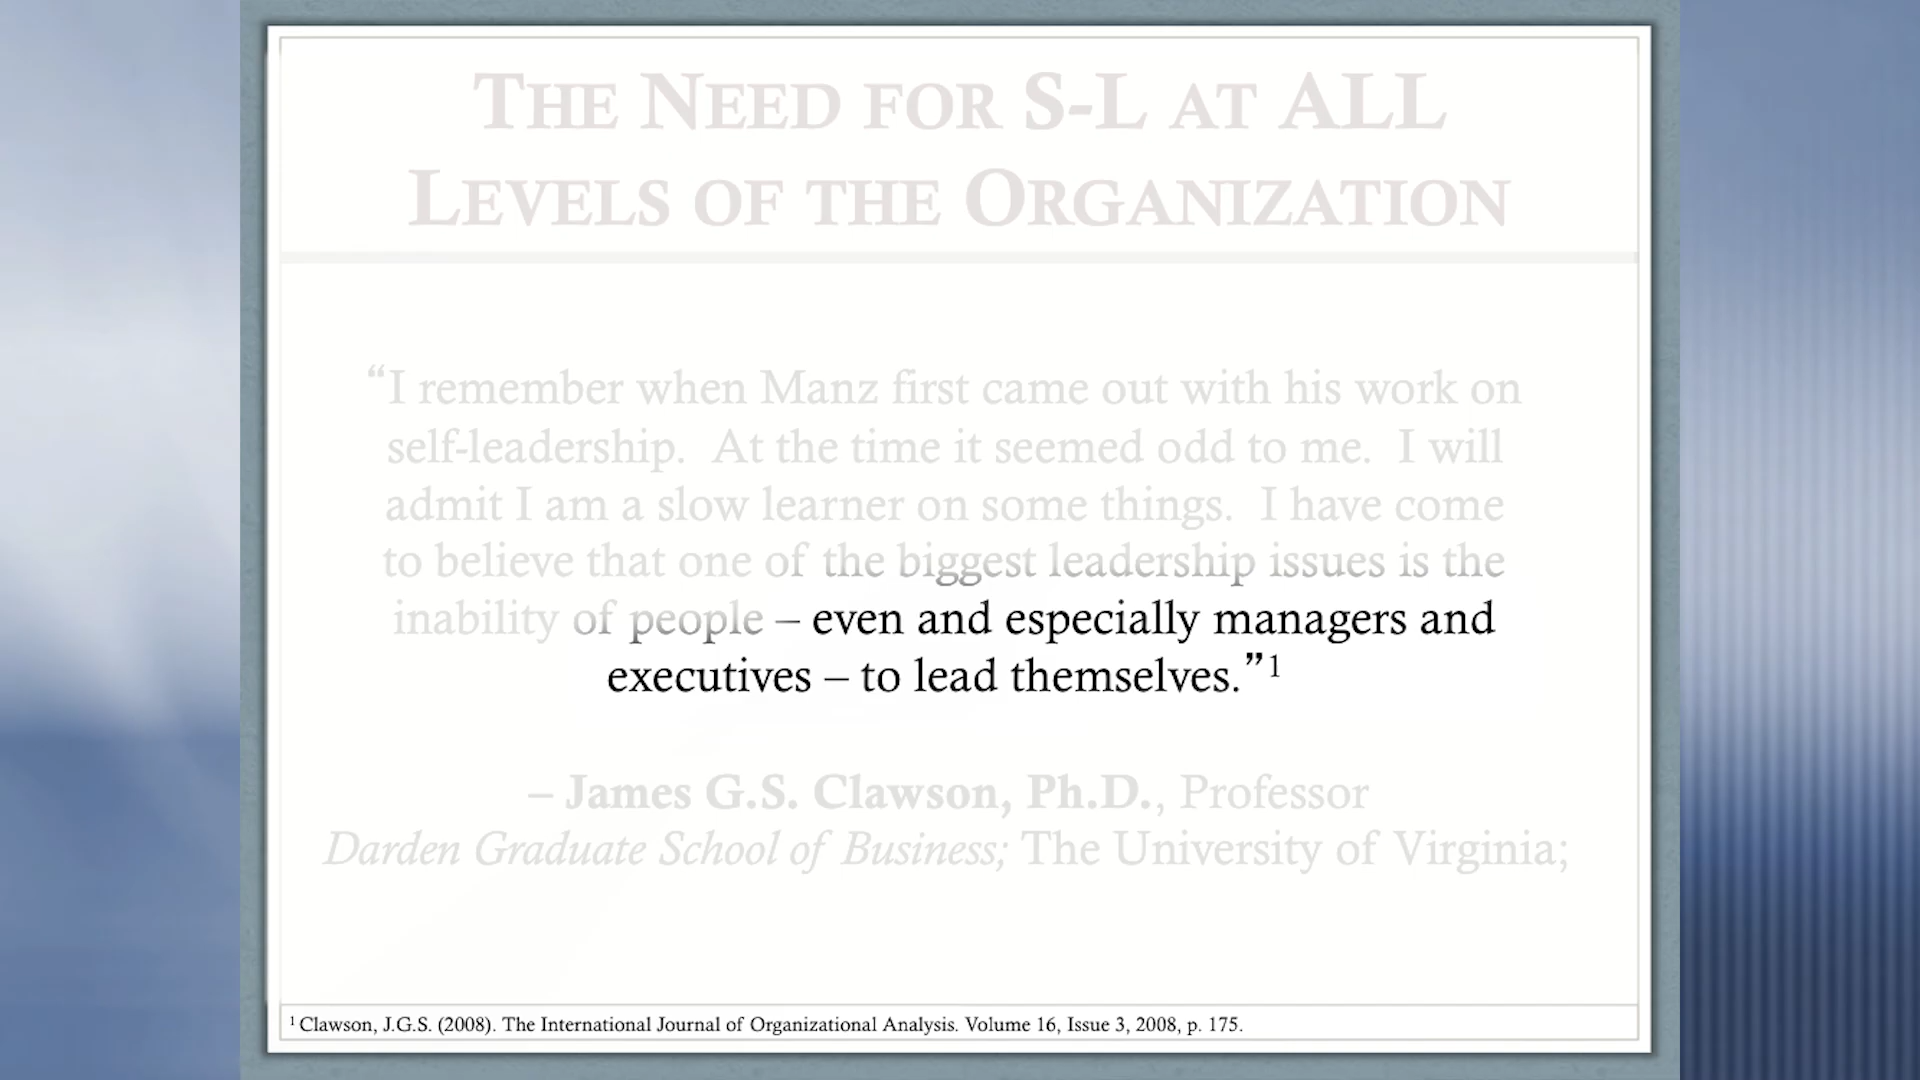 THE NEED FOR S-L AT ALL
LEVELS OF THE ORGANIZATION
“I remember when Manz first came out with his work on
self-leadership.  At the time it seemed odd to me.  I will
admit I am a slow learner on some things.  I have come
to believe that one of the biggest leadership issues is the
inability of people – even and especially managers and
executives – to lead themselves.”1
– James G.S. Clawson, Ph.D., Professor
Darden Graduate School of Business; The University of Virginia;
1 Clawson, J.G.S. (2008). The International Journal of Organizational Analysis. Volume 16, Issue 3, 2008, p. 175.